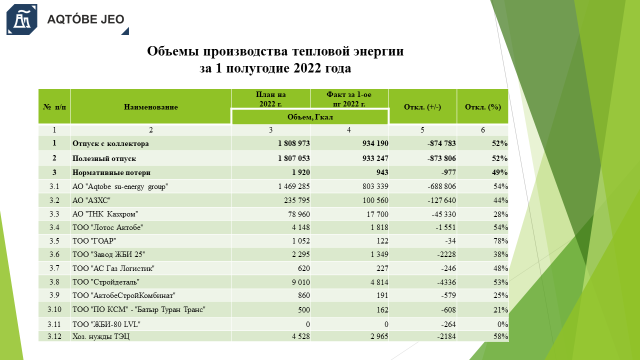 AQTÓBE JEO
Объемы производства тепловой энергии
за 1 полугодие 2022 года
№ п/п Наименование План на 2022 г. Факт за 1-ое пг 2022 г. Откл. (+/-) Откл. (%)
Объем, Гкал
1 2 3 4 5 6
1 Отпуск с коллектора 1 808 973 934 190 -874 783 52%
2 Полезный отпуск 1 807 053 933 247 -873 806 52%
3 Нормативные потери 1 920 943 -977 49%
3.1 АО "Aqtobe su-energy group" 1 469 285 803 339 -688 806 54%
3.2 АО "АЗХС" 235 795 100 560 -127 640 44%
3.3 АО "ТНК Казхром" 78 960 17 700 -45 330 28%
3.4 ТОО "Лотос Актобе" 4 148 1 818 -1 551 54%
3.5 ТОО "ГОАР" 1 052 122 -34 78%
3.6 ТОО "Завод ЖБИ 25" 2 295 1 349 -2228 38%
3.7 ТОО "АС Газ Логистик" 620 227 -246 48%
3.8 ТОО "Стройдеталь" 9 010 4 814 -4336 53%
3.9 ТОО "АктобеСтройКомбинат" 860 191 -579 25%
3.10 ТОО "ПО КСМ" - "Батыр Туран Транс" 500 162 -608 21%
3.11 ТОО "ЖБИ-80 LVL" 0 0 -264 0%
3.12 Хоз. нужды ТЭЦ 4 528 2 965 -2184 58%